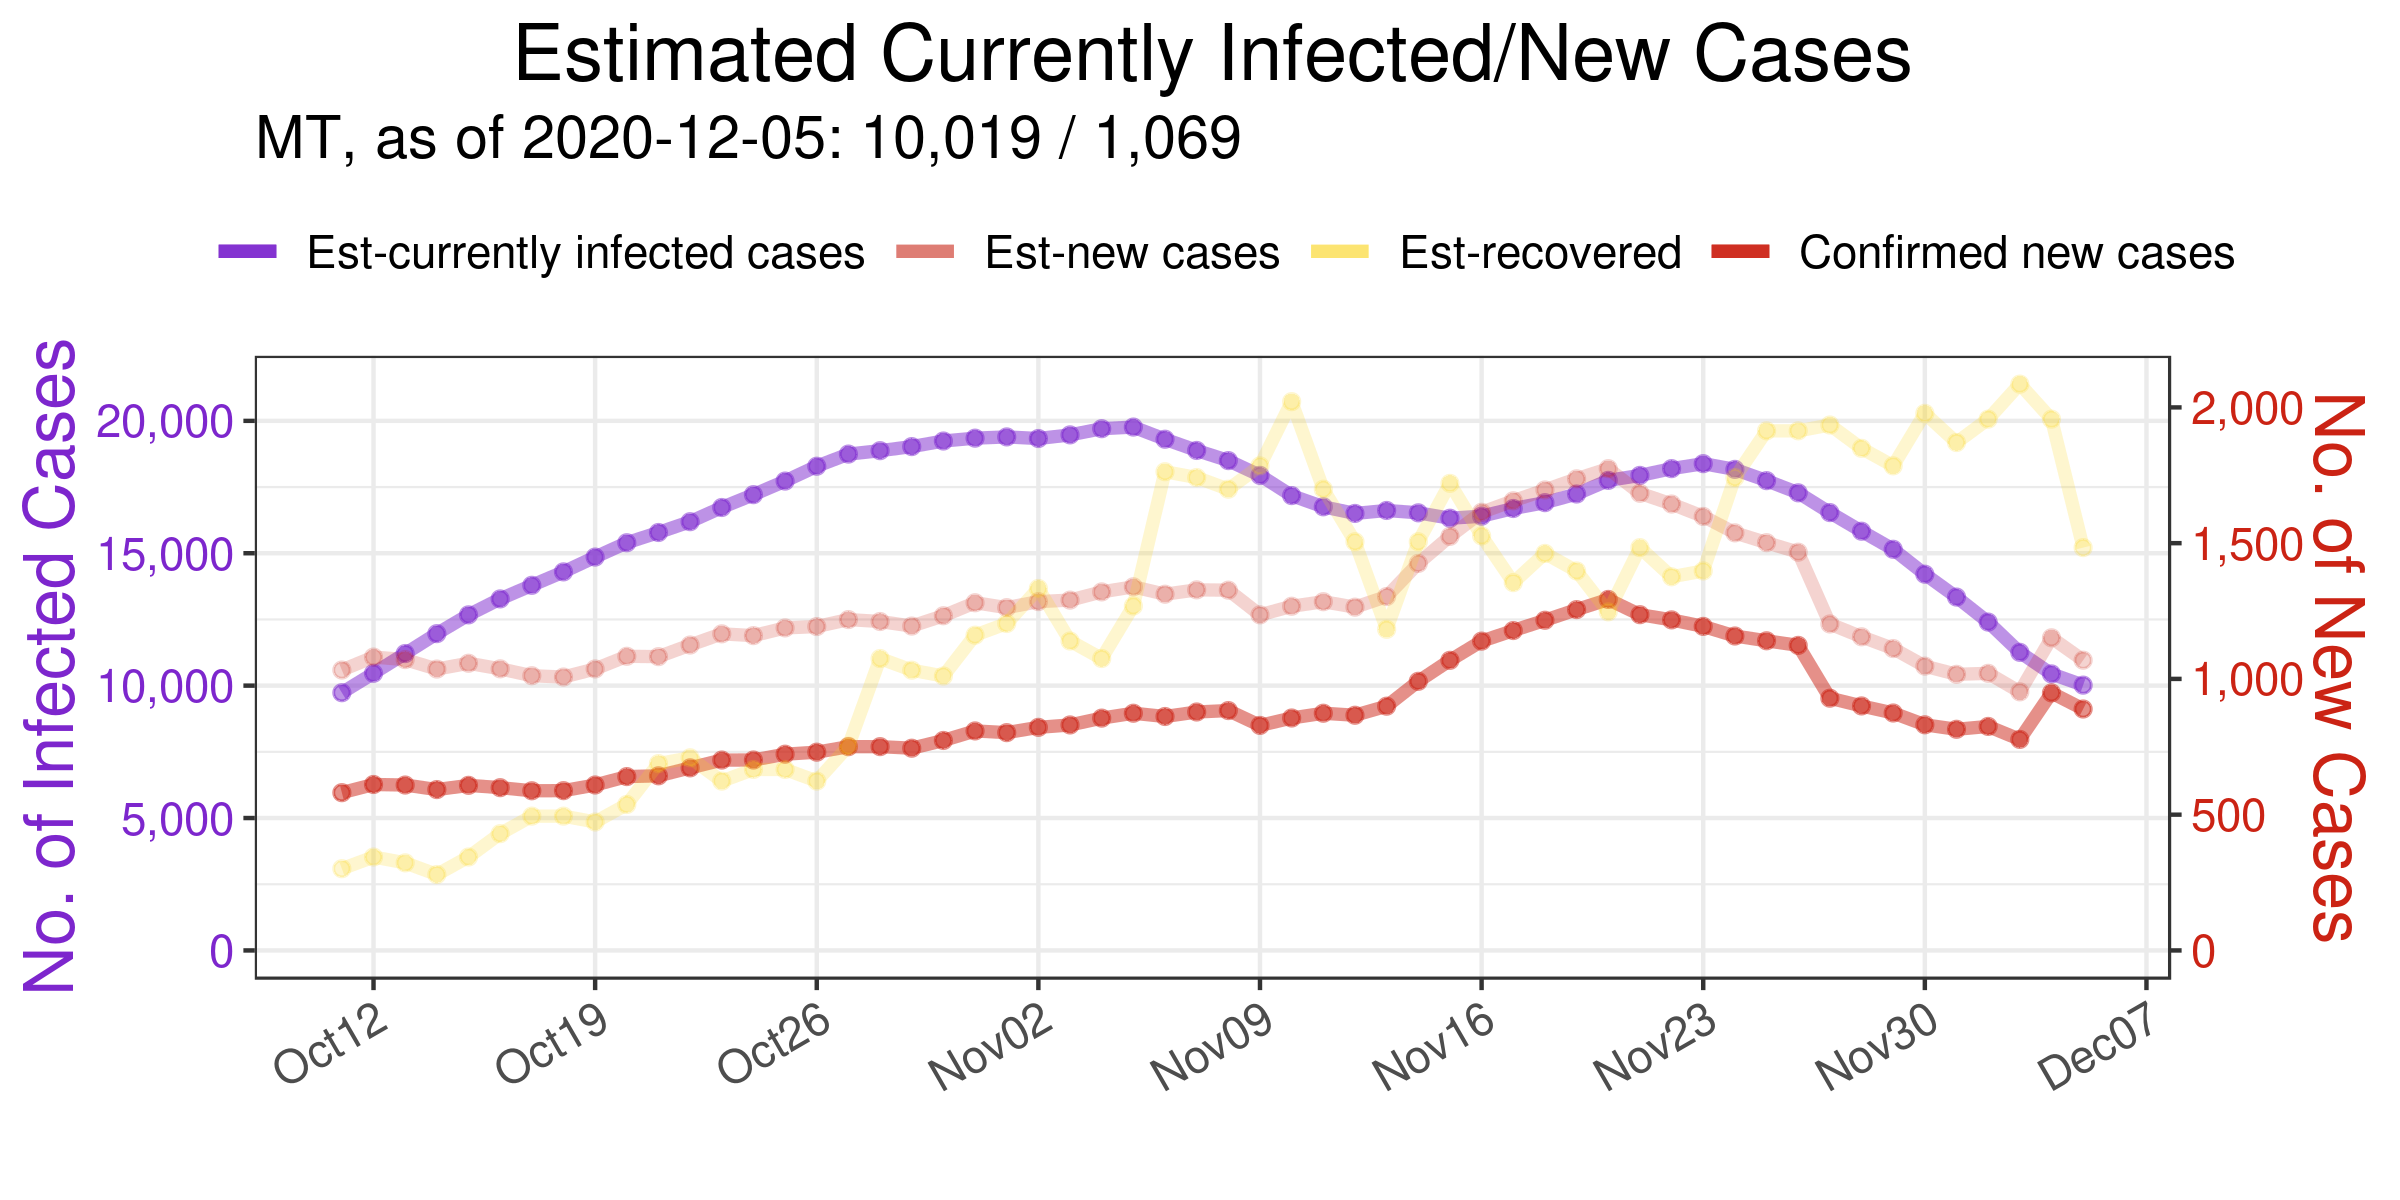 Estimated Currently Infected/New Cases
MT, as of 2020-12-05: 10,019 / 1,069
Est-currently infected cases Est-new cases Est-recovered Confirmed new cases
No. of Infected Cases
20,000
15,000
10,000
5,000
0
2,000
1,500
1,000
500
0
No. of New Cases
Oct12 Oct19 Oct26 Nov02 Nov09 Nov16 Nov23 Nov30 Dec07